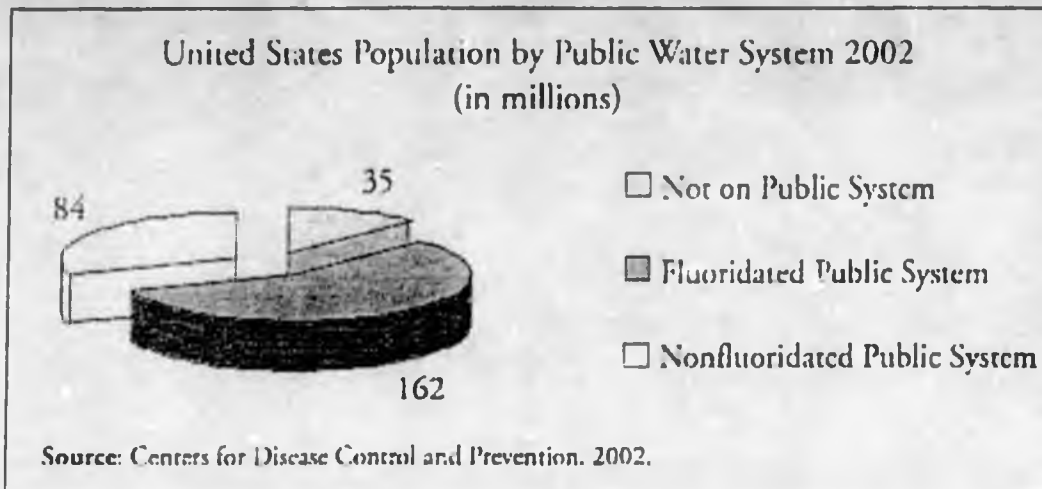 United States Population by Public Water System 2002
(in millions)
35
84
162
Not on Public System
Fluoridated Public System
Nonfluoridated Public System
Source: Centers for Disease Control and Prevention. 2002.